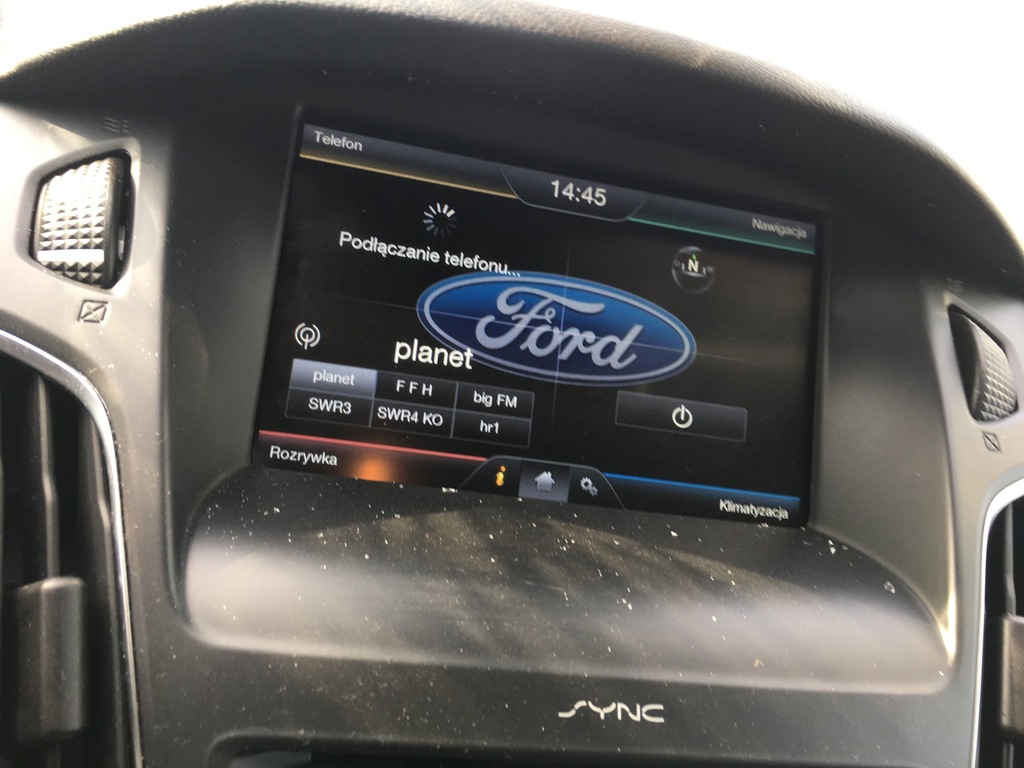 Telefon
14:45
Nawigacja
N
Podłączanie telefonu...
Ford
planet
planet
F F H
big FM
SWR3
SWR4 KO
hr1
Rozrywka
i
Klimatyzacja
SYNC